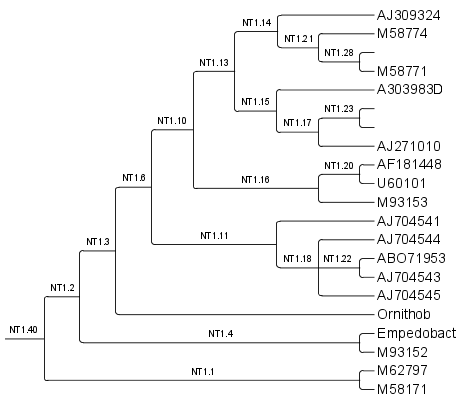 AJ309324
NT1.14
M58774
NT1.21
NT1.28
NT1.13
M58771
A303983D
NT1.15
NT1.23
NT1.17
NT1.10
AJ271010
AF181448
NT1.20
NT1.6
NT1.16
U60101
M93153
AJ704541
NT1.11
AJ704544
NT1.3
NT1.18
NT1.22
ABO71953
AJ704543
NT1.2
AJ704545
Ornithob
NT1.40
NT1.4
Empedobact
M93152
NT1.1
M62797
M58171